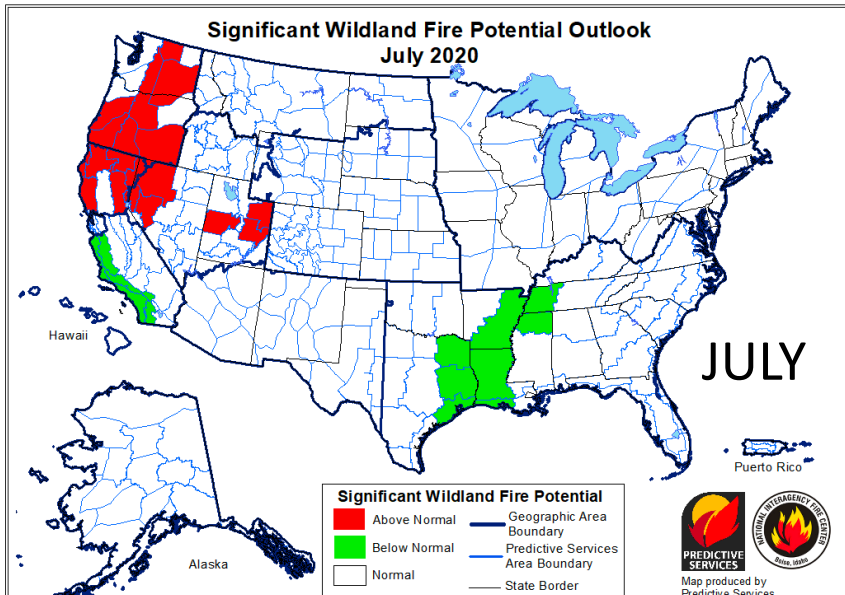 Significant Wildland Fire Potential Outlook
July 2020
Hawaii
JULY
Puerto Rico
Alaska
Significant Wildland Fire Potential
Above Normal
Below Normal
Normal
Geographic Area
Boundary
Predictive Services
Area Boundary
State Border
PREDICTIVE
SERVICES
NATIONAL INTERAGENCY FIRE CENTER
Boise, Idaho
Map produced by
Predictive Services